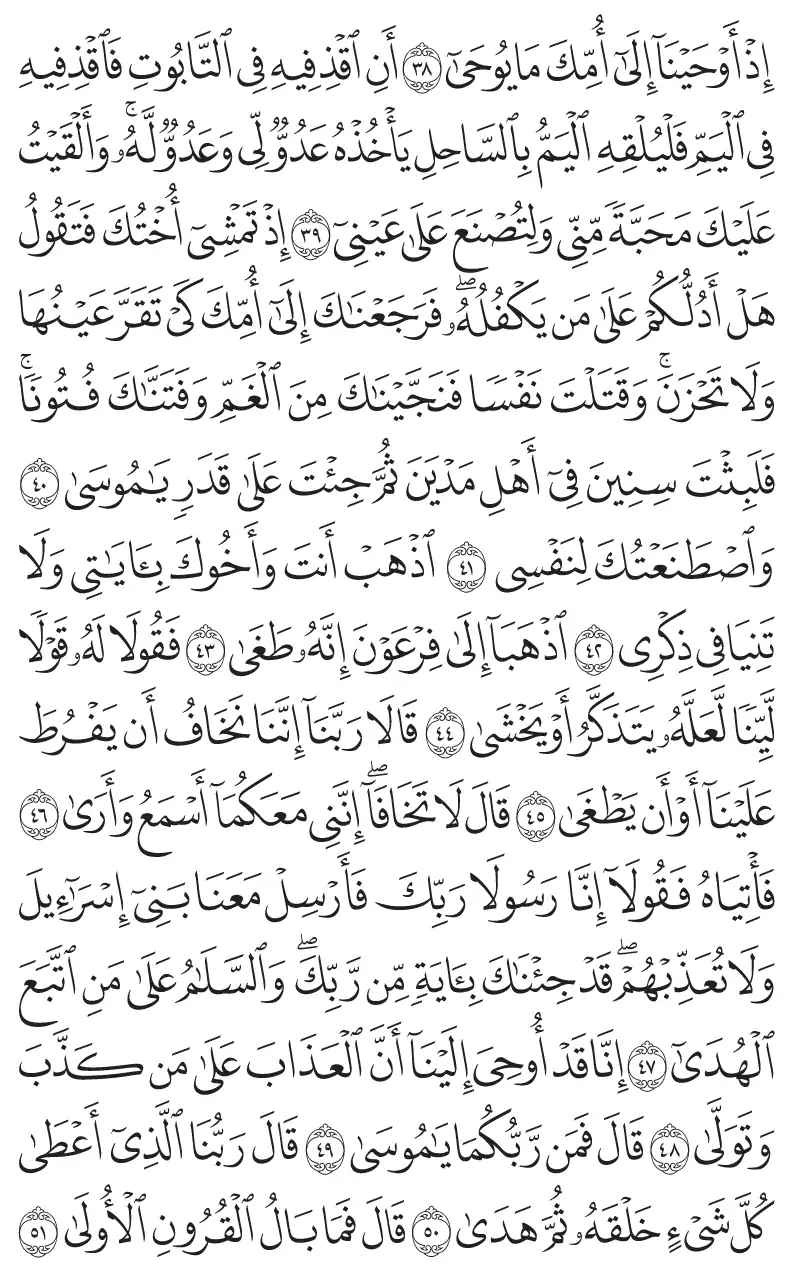 إِذْ أَوْحَيْنَآ إِلَىٰٓ أُمِّكَ مَا يُوحَىٰٓ ٣٨ أَنِ ٱقْذِفِيهِ فِى ٱلتَّابُوتِ فَٱقْذِفِيهِ
فِى ٱلْيَمِّ فَلْيُلْقِهِ ٱلْيَمُّ بِٱلسَّاحِلِ يَأْخُذْهُ عَدُوٌّ لِّى وَعَدُوٌّ لَّهُۥۚ وَأَلْقَيْتُ
عَلَيْكَ مَحَبَّةً مِّنِّى وَلِتُصْنَعَ عَلَىٰ عَيْنِىٓ ٣٩ إِذْ تَمْشِىٓ أُخْتُكَ فَتَقُولُ
هَلْ أَدُلُّكُمْ عَلَىٰ مَن يَكْفُلُهُۥۖ فَرَجَعْنَٰكَ إِلَىٰٓ أُمِّكَ كَىْ تَقَرَّ عَيْنُهَا
وَلَا تَحْزَنَۚ وَقَتَلْتَ نَفْسًا فَنَجَّيْنَٰكَ مِنَ ٱلْغَمِّ وَفَتَنَّٰكَ فُتُونًاۚ
فَلَبِثْتَ سِنِينَ فِىٓ أَهْلِ مَدْيَنَ ثُمَّ جِئْتَ عَلَىٰ قَدَرٍ يَٰمُوسَىٰ ٤٠
وَٱصْطَنَعْتُكَ لِنَفْسِى ٤١ ٱذْهَبْ أَنتَ وَأَخُوكَ بِـَٔايَٰتِى وَلَا
تَنِيَا فِى ذِكْرِى ٤٢ ٱذْهَبَآ إِلَىٰ فِرْعَوْنَ إِنَّهُۥ طَغَىٰ ٤٣ فَقُولَا لَهُۥ قَوْلًا
لَّيِّنًا لَّعَلَّهُۥ يَتَذَكَّرُ أَوْ يَخْشَىٰ ٤٤ قَالَا رَبَّنَآ إِنَّنَا نَخَافُ أَن يَفْرُطَ
عَلَيْنَآ أَوْ أَن يَطْغَىٰ ٤٥ قَالَ لَا تَخَافَآۖ إِنَّنِى مَعَكُمَآ أَسْمَعُ وَأَرَىٰ ٤٦
فَأْتِيَاهُ فَقُولَآ إِنَّا رَسُولَا رَبِّكَ فَأَرْسِلْ مَعَنَا بَنِىٓ إِسْرَٰٓءِيلَ
وَلَا تُعَذِّبْهُمْۖ قَدْ جِئْنَٰكَ بِـَٔايَةٍ مِّن رَّبِّكَۖ وَٱلسَّلَٰمُ عَلَىٰ مَنِ ٱتَّبَعَ
ٱلْهُدَىٰٓ ٤٧ إِنَّا قَدْ أُوحِىَ إِلَيْنَآ أَنَّ ٱلْعَذَابَ عَلَىٰ مَن كَذَّبَ
وَتَوَلَّىٰ ٤٨ قَالَ فَمَن رَّبُّكُمَا يَٰمُوسَىٰ ٤٩ قَالَ رَبُّنَا ٱلَّذِىٓ أَعْطَىٰ
كُلَّ شَىْءٍ خَلْقَهُۥ ثُمَّ هَدَىٰ ٥٠ قَالَ فَمَا بَالُ ٱلْقُرُونِ ٱلْأُولَىٰ ٥١